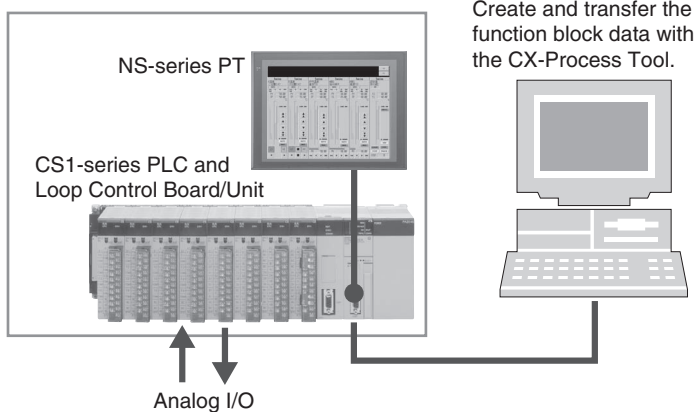 Create and transfer the
function block data with
the CX-Process Tool.
NS-series PT
CS1-series PLC and
Loop Control Board/Unit
Analog I/O